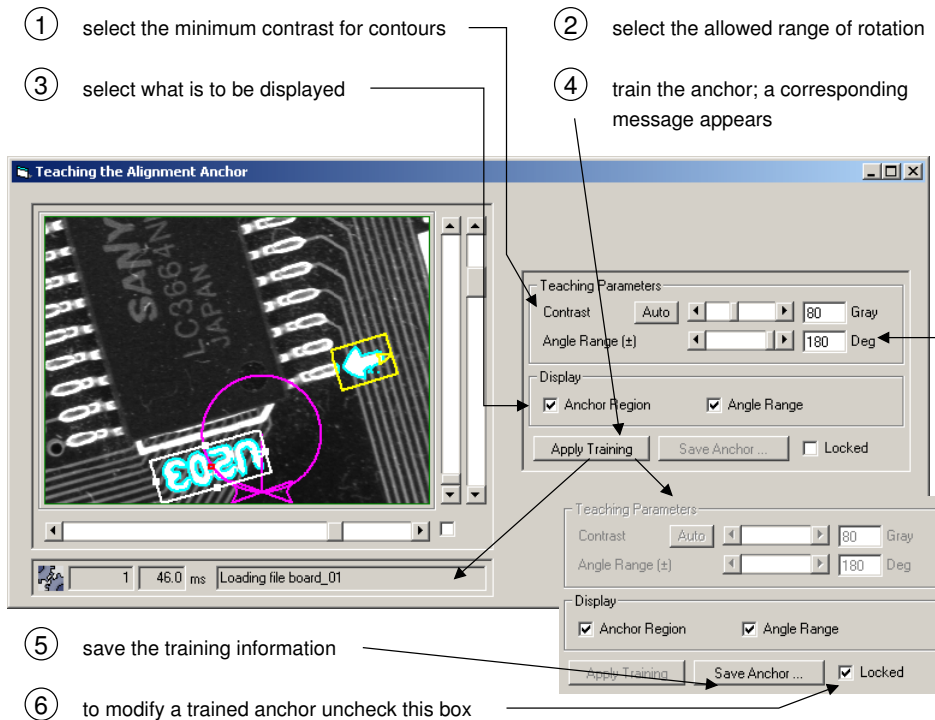 1 select the minimum contrast for contours
2 select the allowed range of rotation
3 select what is to be displayed
4 train the anchor; a corresponding
message appears
Teaching the Alignment Anchor
SANY
LC36664N
JAPAN
U203
Teaching Parameters
Contrast Auto 80 Gray
Angle Range (±) 180 Deg
Display
Anchor Region Angle Range
Apply Training Save Anchor ... Locked
1 46.0 ms Loading file board_01
Teaching Parameters
Contrast Auto 80 Gray
Angle Range (±) 180 Deg
Display
Anchor Region Angle Range
Apply Training Save Anchor ... Locked
5 save the training information
6 to modify a trained anchor uncheck this box